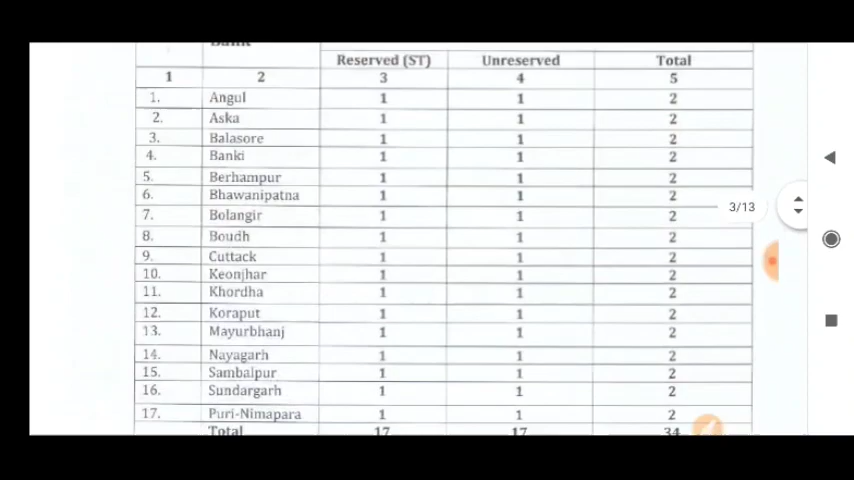 Bank
Reserved (ST) Unreserved Total
1 2 3 4 5
1. Angul 1 1 2
2. Aska 1 1 2
3. Balasore 1 1 2
4. Banki 1 1 2
5. Berhampur 1 1 2
6. Bhawanipatna 1 1 2
7. Bolangir 1 1 2
3/13
8. Boudh 1 1 2
9. Cuttack 1 1 2
10. Keonjhar 1 1 2
11. Khordha 1 1 2
12. Koraput 1 1 2
13. Mayurbhanj 1 1 2
14. Nayagarh 1 1 2
15. Sambalpur 1 1 2
16. Sundargarh 1 1 2
17. Puri-Nimapara 1 1 2
Total 17 17 34